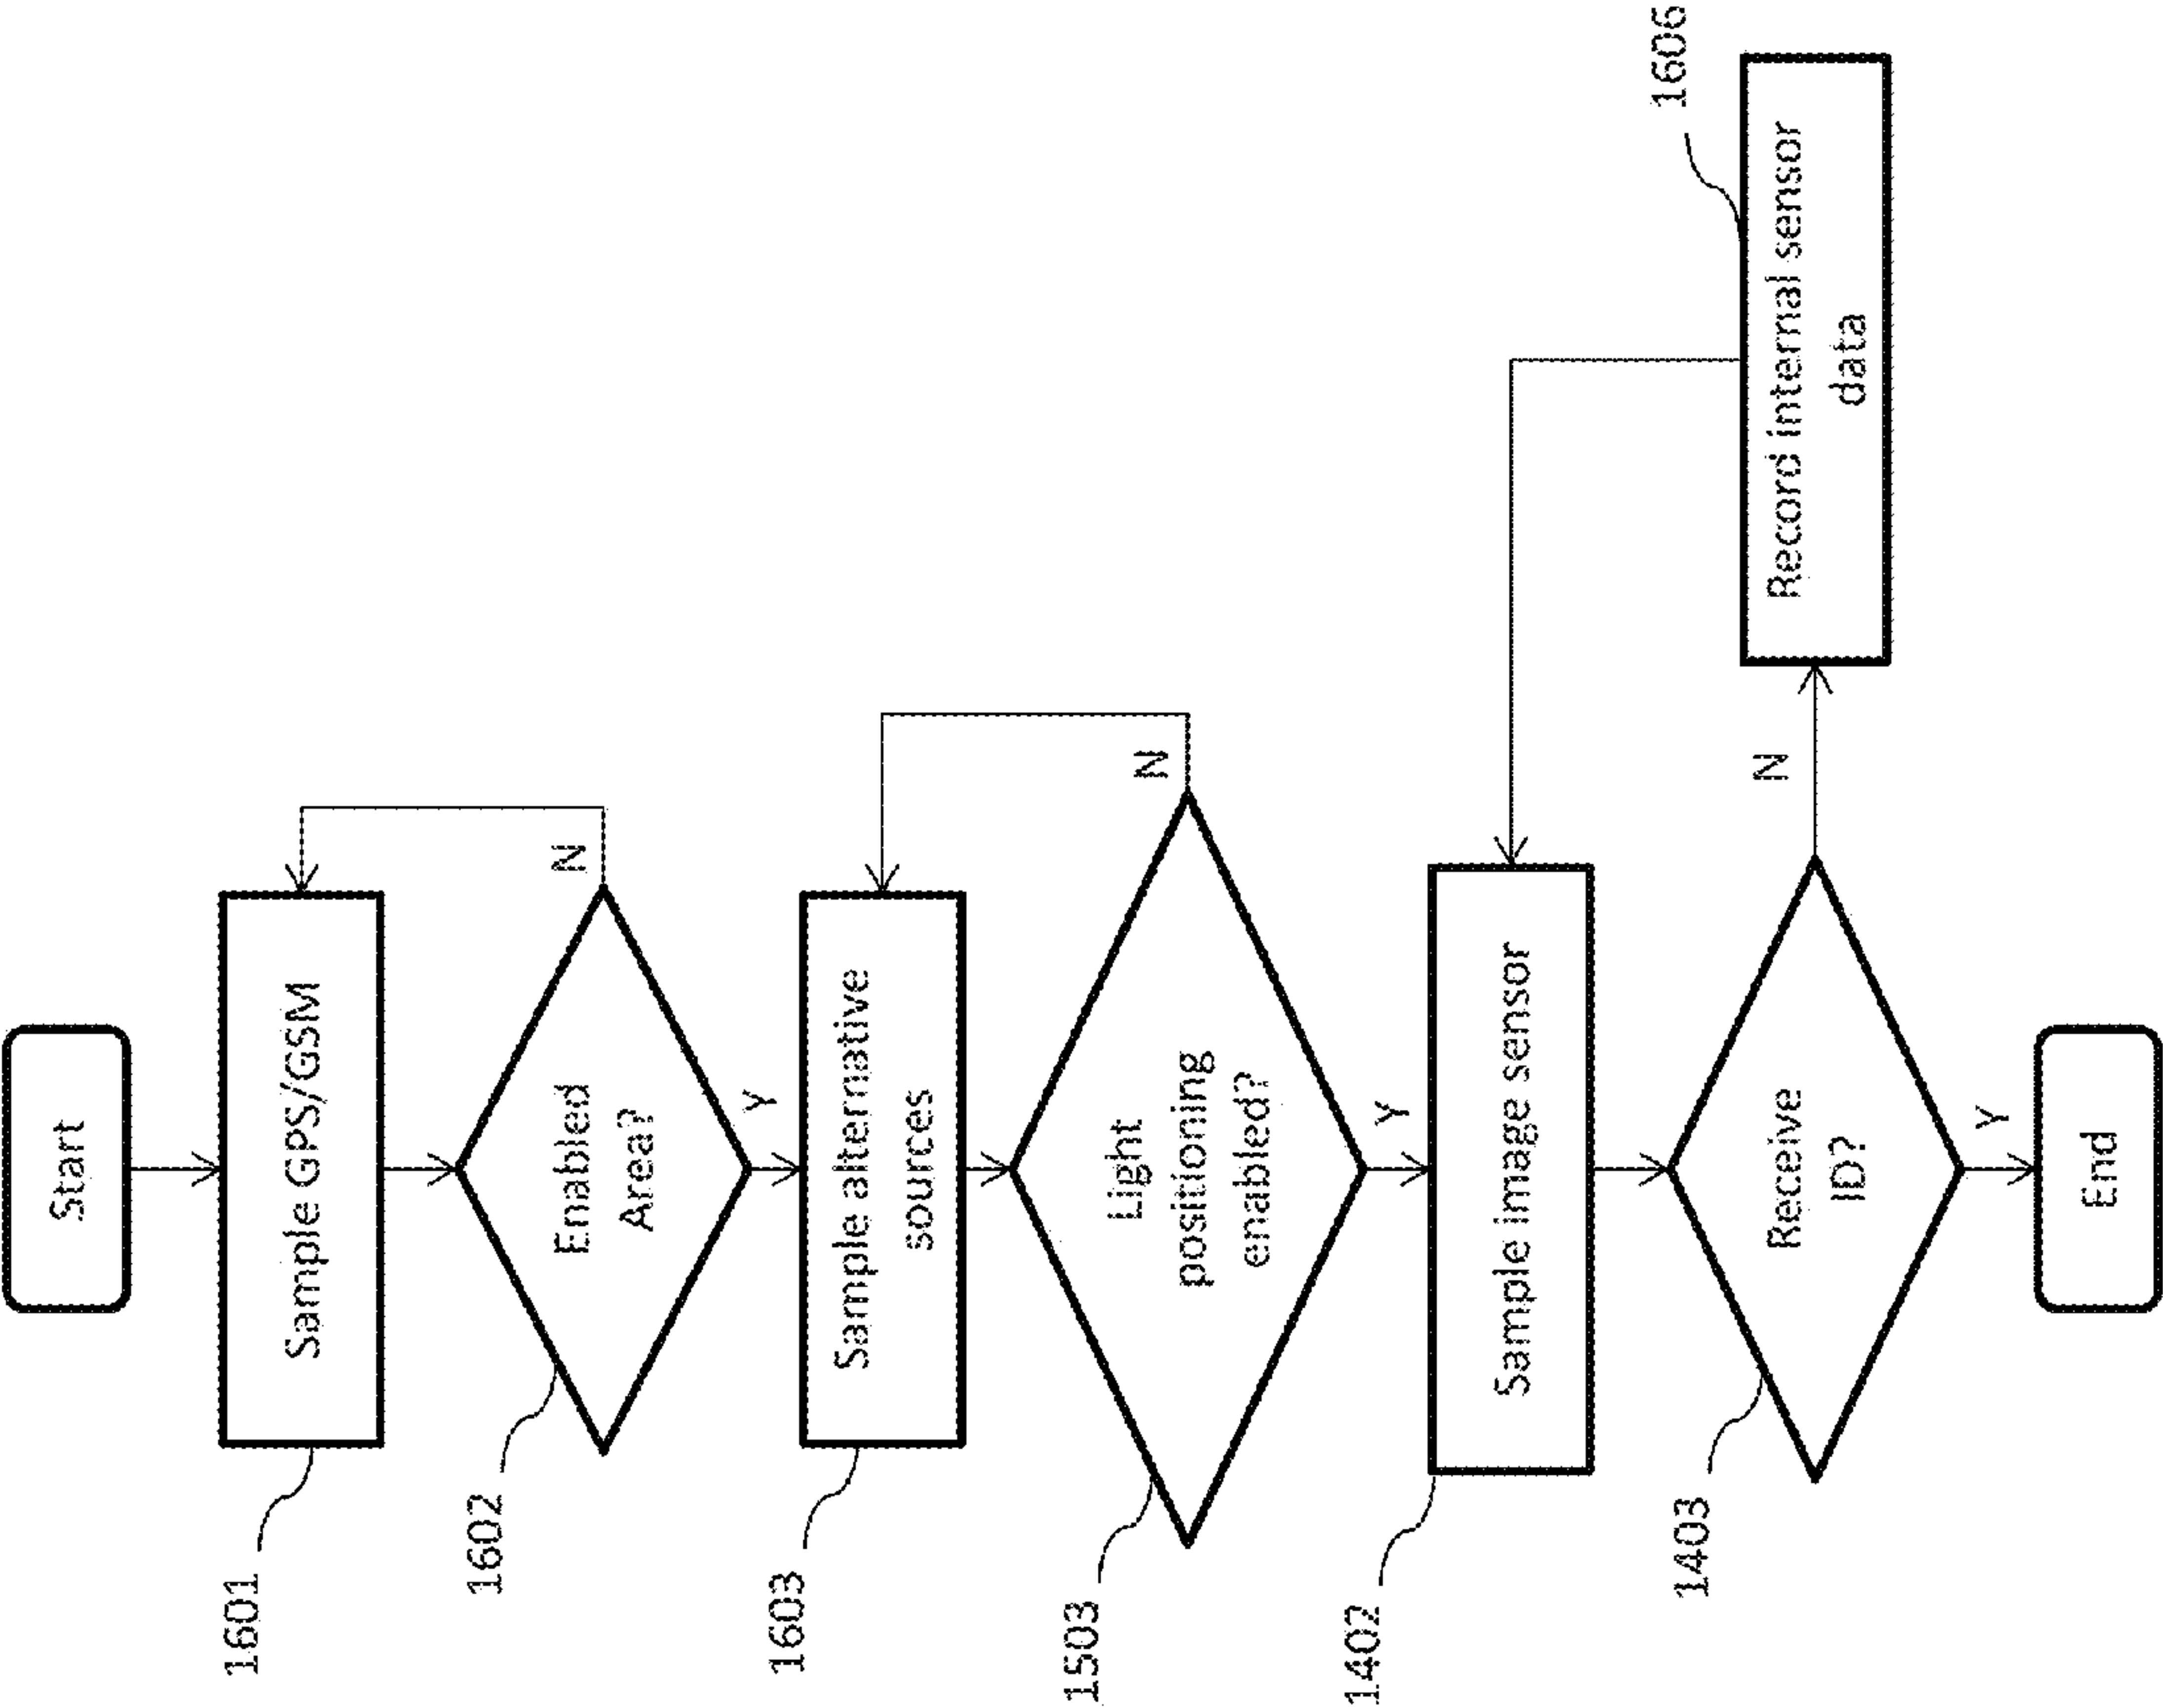 Start
1601
Sample GPS/GSM
1602
Enabled
Area?
N
Y
1603
Sample alternative
sources
1503
Light
positioning
enabled?
N
Y
1402
Sample image sensor
1403
Receive
ID?
N
Y
1606
Record internal sensor
data
End